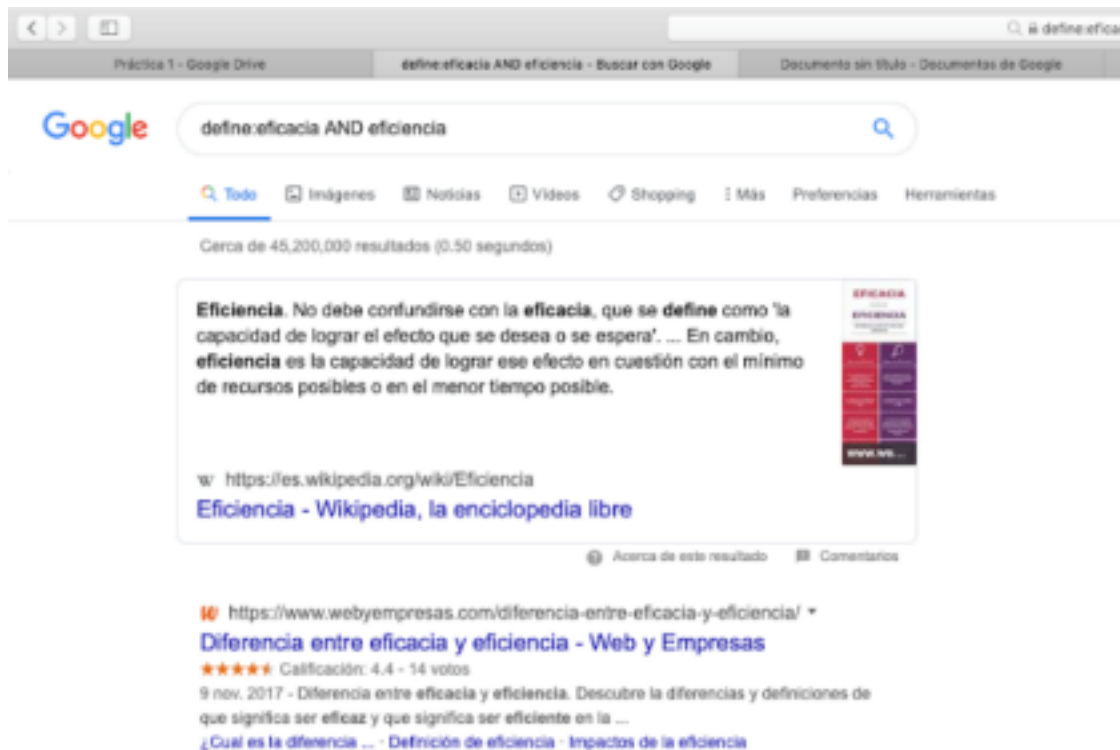 define:efica
Práctica 1 - Google Drive
define:eficacia AND eficiencia - Buscar con Google
Documento sin título - Documentos de Google
Google
define:eficacia AND eficiencia
Todo Imágenes Noticias Vídeos Shopping Más Preferencias Herramientas
Cerca de 45,200,000 resultados (0.50 segundos)
Eficiencia. No debe confundirse con la eficacia, que se define como 'la
capacidad de lograr el efecto que se desea o se espera'. ... En cambio,
eficiencia es la capacidad de lograr ese efecto en cuestión con el mínimo
de recursos posibles o en el menor tiempo posible.
EFICACIA
EFICIENCIA
W https://es.wikipedia.org/wiki/Eficiencia
Eficiencia - Wikipedia, la enciclopedia libre
Acerca de este resultado Comentarios
https://www.webyempresas.com/diferencia-entre-eficacia-y-eficiencia/
Diferencia entre eficacia y eficiencia - Web y Empresas
Calificación: 4.4 - 14 votos
9 nov. 2017 - Diferencia entre eficacia y eficiencia. Descubre la diferencias y definiciones de
que significa ser eficaz y que significa ser eficiente en la ...
¿Cual es la diferencia ... · Definición de eficiencia · Impactos de la eficiencia